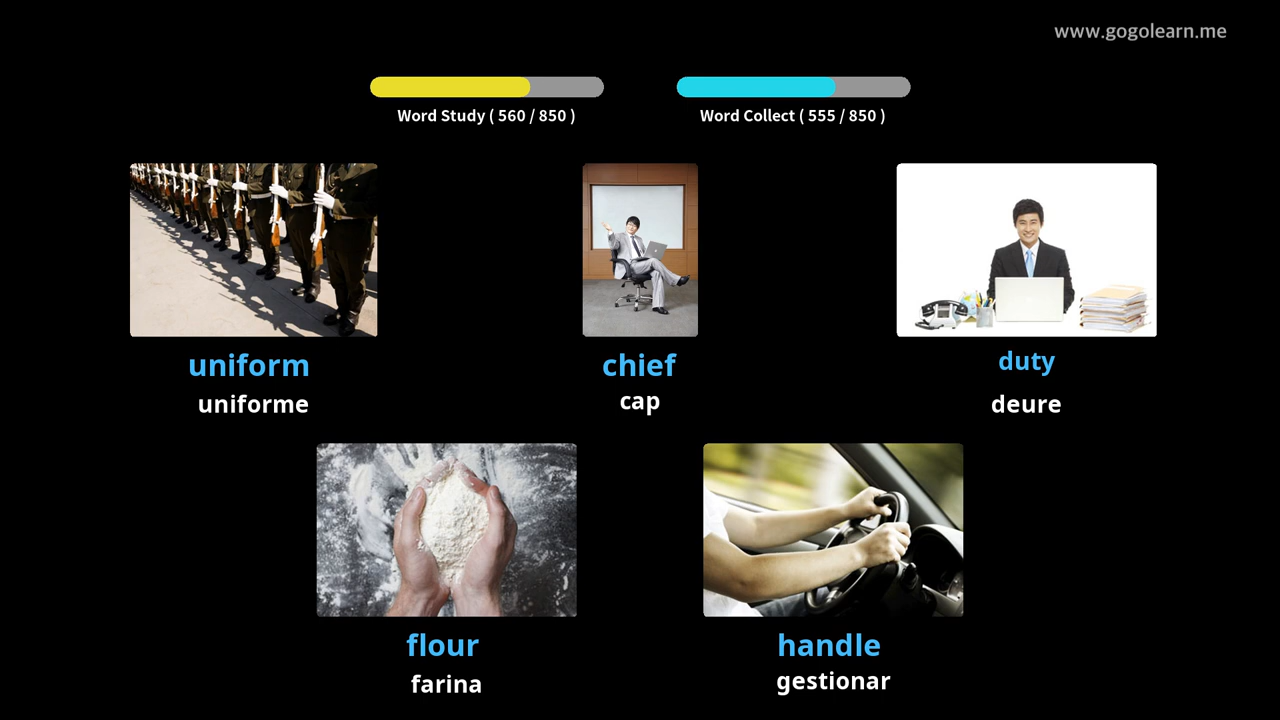 www.gogolearn.me
Word Study ( 560 / 850 )
Word Collect ( 555 / 850 )
uniform
uniforme
chief
cap
duty
deure
flour
farina
handle
gestionar